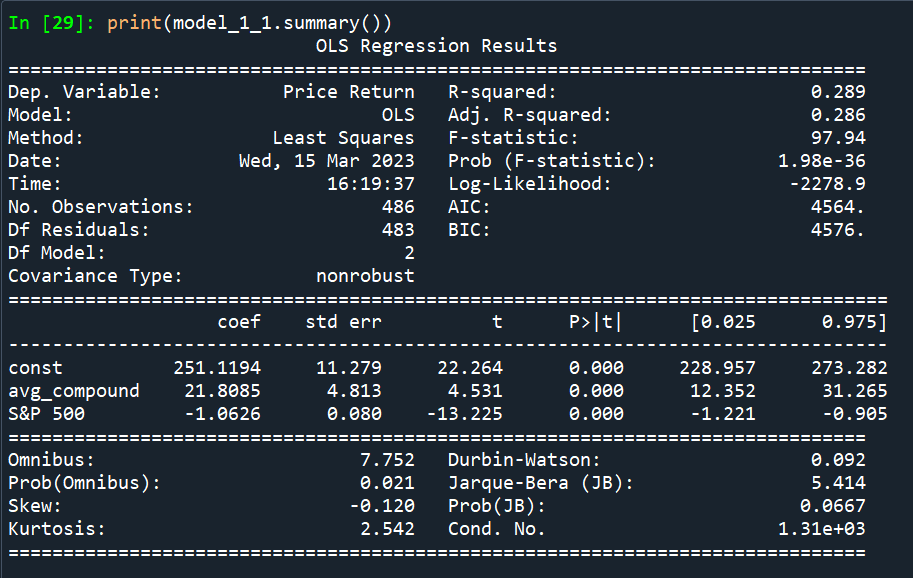 In [29]: print(model_1_1.summary())
                            OLS Regression Results
==============================================================================
Dep. Variable:           Price Return   R-squared:                       0.289
Model:                            OLS   Adj. R-squared:                  0.286
Method:                 Least Squares   F-statistic:                     97.94
Date:                Wed, 15 Mar 2023   Prob (F-statistic):           1.98e-36
Time:                        16:19:37   Log-Likelihood:                -2278.9
No. Observations:                 486   AIC:                             4564.
Df Residuals:                     483   BIC:                             4576.
Df Model:                           2
Covariance Type:            nonrobust
================================================================================
                   coef    std err          t      P>|t|      [0.025      0.975]
--------------------------------------------------------------------------------
const          251.1194     11.279     22.264      0.000     228.957     273.282
avg_compound    21.8085      4.813      4.531      0.000      12.352      31.265
S&P 500         -1.0626      0.080    -13.225      0.000      -1.221      -0.905
==============================================================================
Omnibus:                        7.752   Durbin-Watson:                   0.092
Prob(Omnibus):                  0.021   Jarque-Bera (JB):                5.414
Skew:                          -0.120   Prob(JB):                       0.0667
Kurtosis:                       2.542   Cond. No.                     1.31e+03
==============================================================================